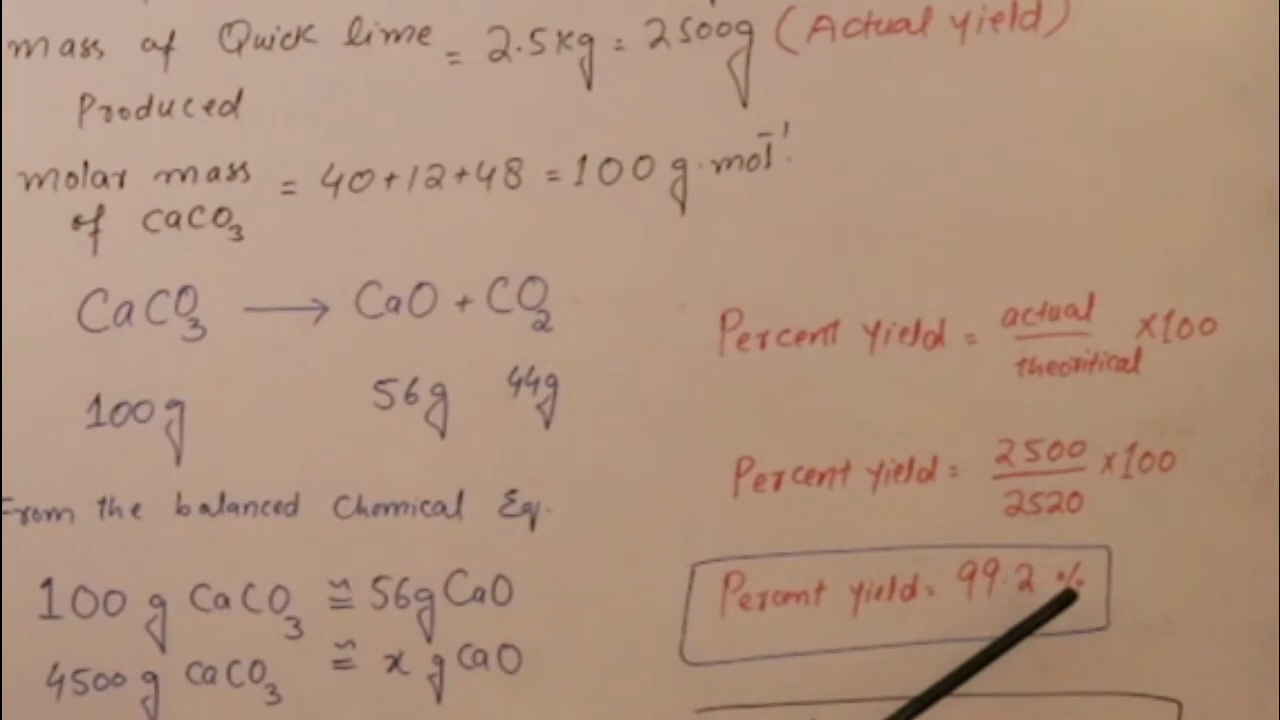 mass of Quick lime = 2.5Kg = 2500g (Actual yield)
Produced
molar mass = 40+12+48 = 100 g.mol⁻¹.
of CaCO₃
CaCO₃ → CaO + CO₂
100g 56g 44g
From the balanced Chemical Eq.
100 g CaCO₃ ≅ 56g CaO
4500 g CaCO₃ ≅ x g CaO
Percent yield = actual / theoritical ×100
Percent yield = 2500 / 2520 ×100
Percent yield = 99.2 %